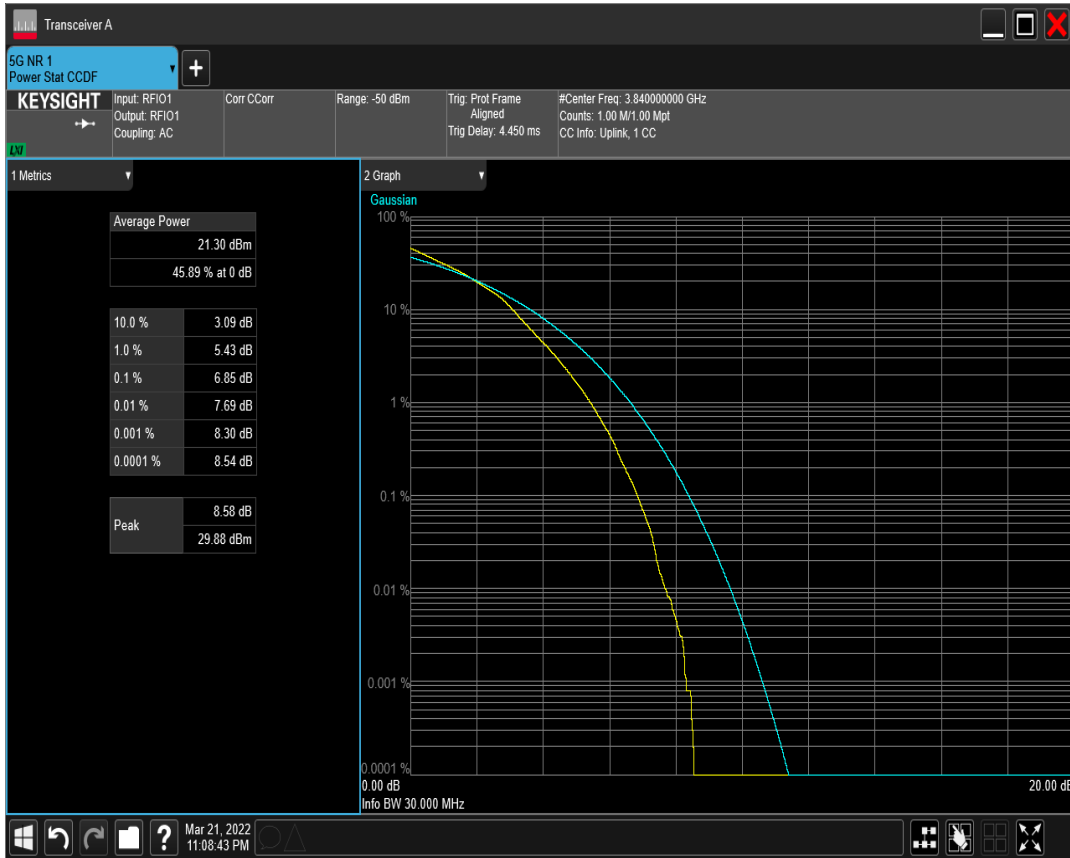 Transceiver A
5G NR 1
Power Stat CCDF
KEYSIGHT
LXI
Input: RFIO1
Output: RFIO1
Coupling: AC
Corr CCorr
Range: -50 dBm
Trig: Prot Frame
Aligned
Trig Delay: 4.450 ms
#Center Freq: 3.840000000 GHz
Counts: 1.00 M/1.00 Mpt
CC Info: Uplink, 1 CC
1 Metrics
Average Power
21.30 dBm
45.89 % at 0 dB
10.0 % 3.09 dB
1.0 % 5.43 dB
0.1 % 6.85 dB
0.01 % 7.69 dB
0.001 % 8.30 dB
0.0001 % 8.54 dB
Peak
8.58 dB
29.88 dBm
2 Graph
Gaussian
100 %
10 %
1 %
0.1 %
0.01 %
0.001 %
0.0001 %
0.00 dB 20.00 dB
Info BW 30.000 MHz
?
Mar 21, 2022
11:08:43 PM